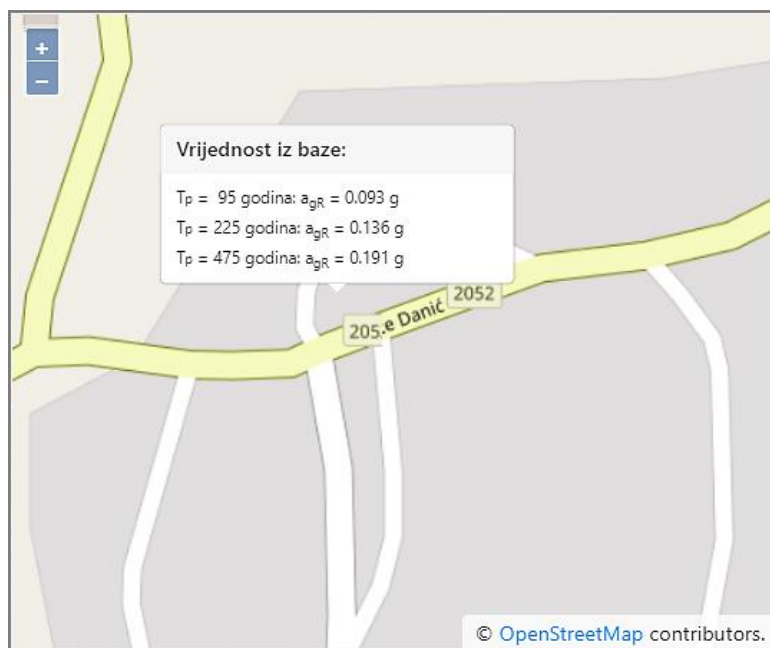 +
−
Vrijednost iz baze:
Tp = 95 godina: agR = 0.093 g
Tp = 225 godina: agR = 0.136 g
Tp = 475 godina: agR = 0.191 g
2052
Danić
© OpenStreetMap contributors.